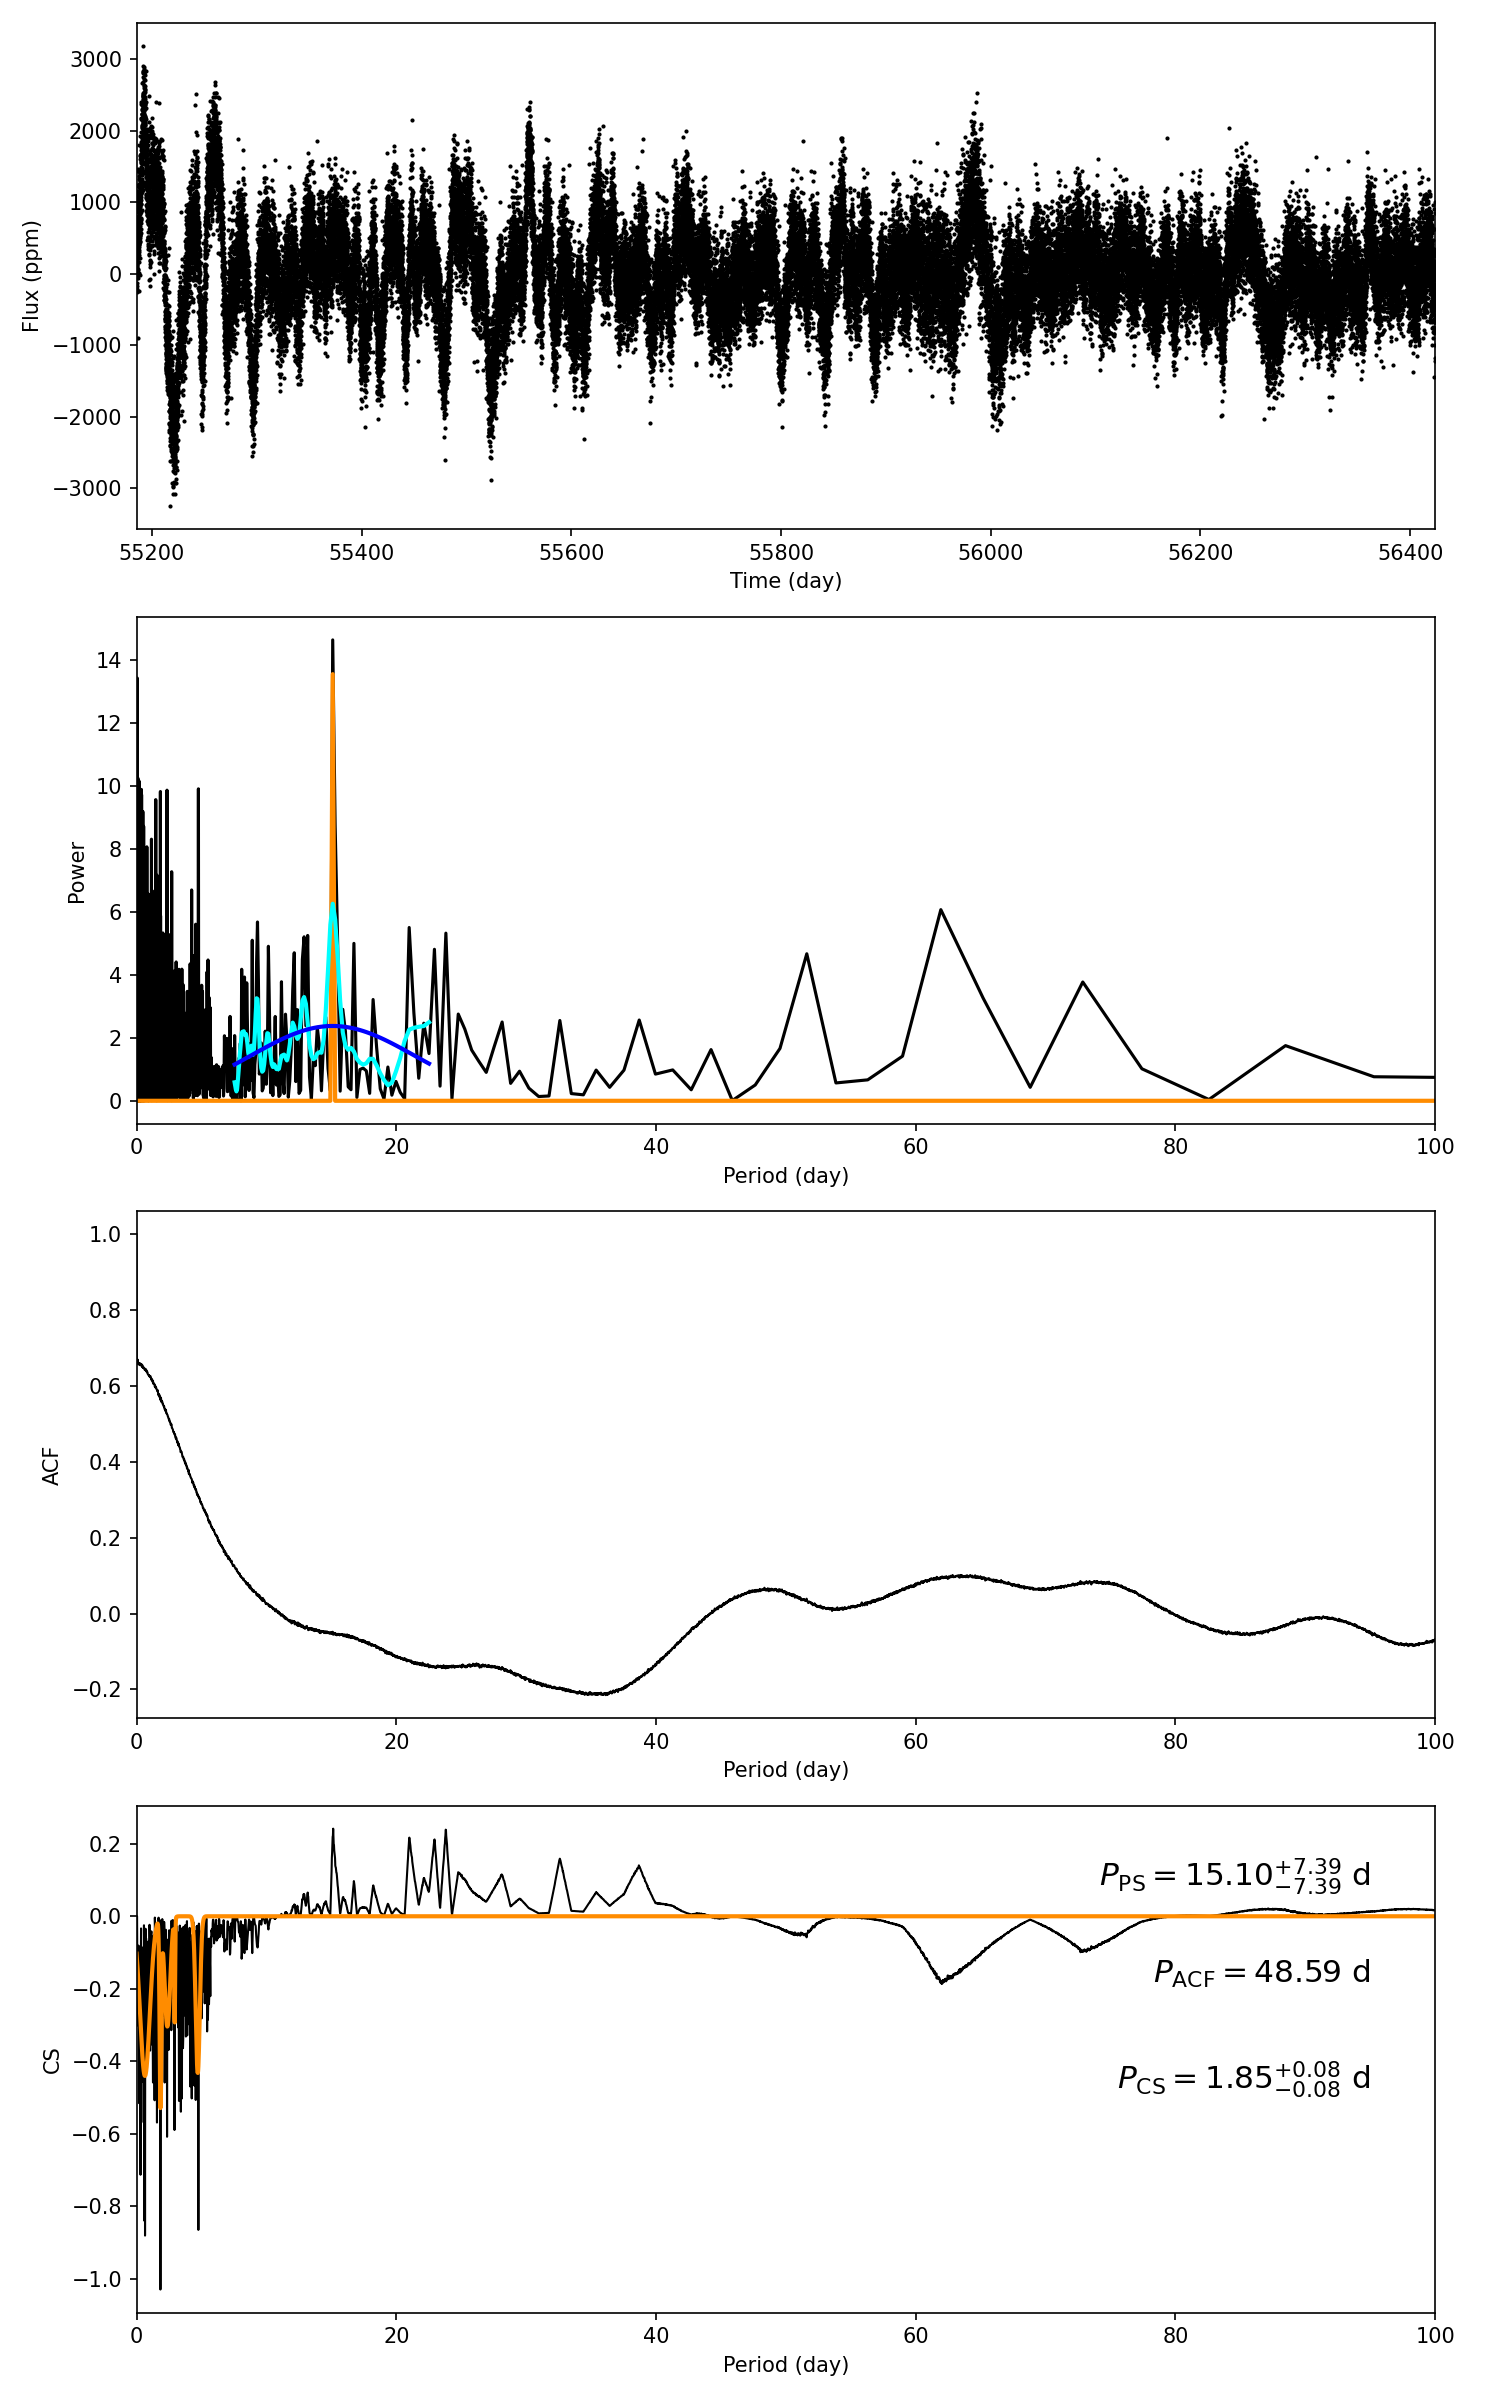 3000
2000
1000
0
−1000
−2000
−3000
Flux (ppm)
55200 55400 55600 55800 56000 56200 56400
Time (day)
14
12
10
8
6
4
2
0
Power
0 20 40 60 80 100
Period (day)
1.0
0.8
0.6
0.4
0.2
0.0
−0.2
ACF
0 20 40 60 80 100
Period (day)
0.2
0.0
−0.2
−0.4
−0.6
−0.8
−1.0
CS
P_PS = 15.10^{+7.39}_{−7.39} d
P_ACF = 48.59 d
P_CS = 1.85^{+0.08}_{−0.08} d
0 20 40 60 80 100
Period (day)